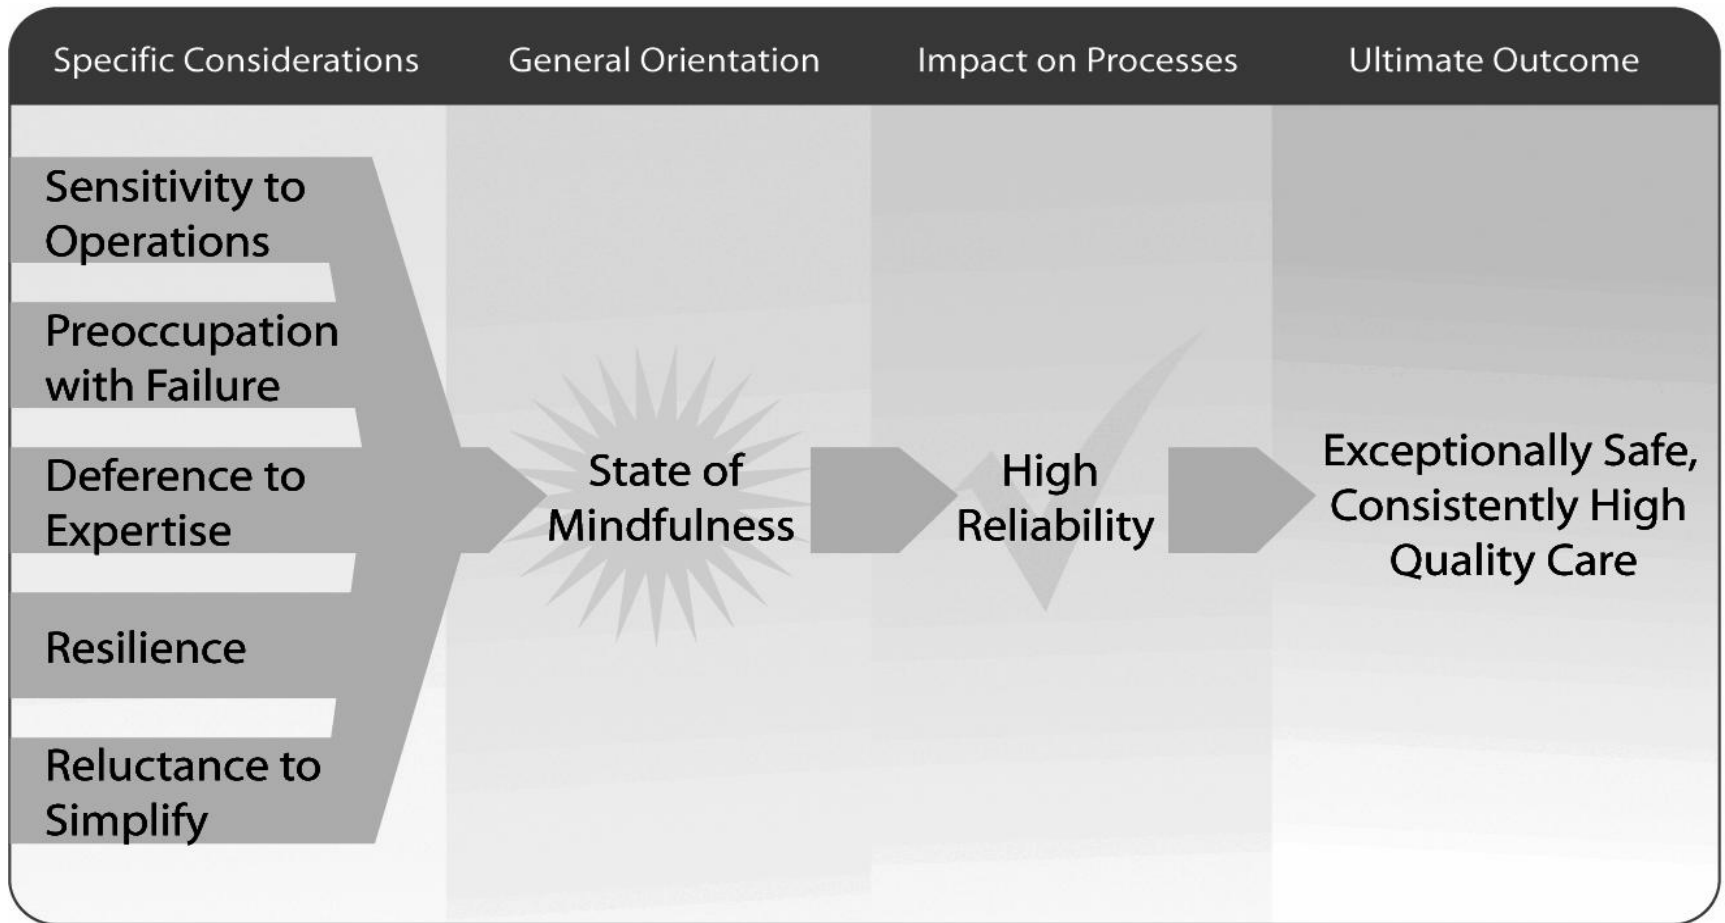 Specific Considerations
General Orientation
Impact on Processes
Ultimate Outcome
Sensitivity to
Operations
Preoccupation
with Failure
Deference to
Expertise
Resilience
Reluctance to
Simplify
State of
Mindfulness
High
Reliability
Exceptionally Safe,
Consistently High
Quality Care